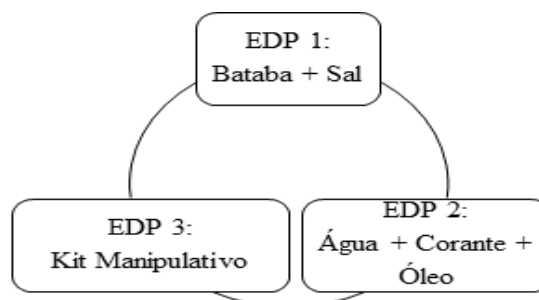 EDP 1:
Bataba + Sal
EDP 3:
Kit Manipulativo
EDP 2:
Água + Corante +
Óleo